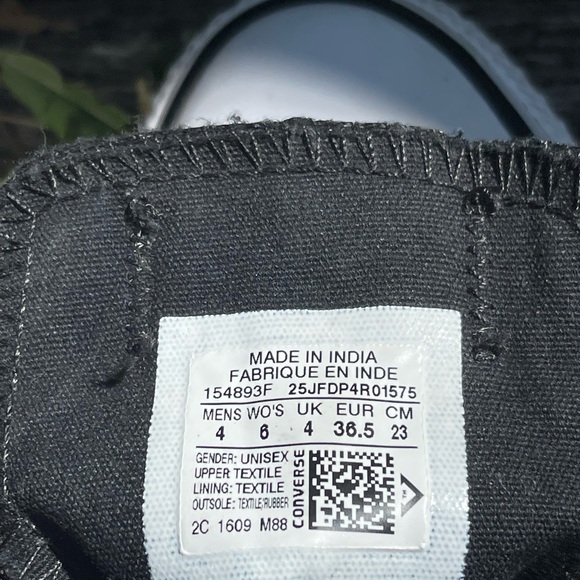 MADE IN INDIA
FABRIQUE EN INDE
154893F 25JFDP4R01575
MENS WO'S UK EUR CM
4 6 4 36.5 23
GENDER: UNISEX
UPPER TEXTILE
LINING: TEXTILE
OUTSOLE: TEXTILE/RUBBER
2C 1609 M88
CONVERSE